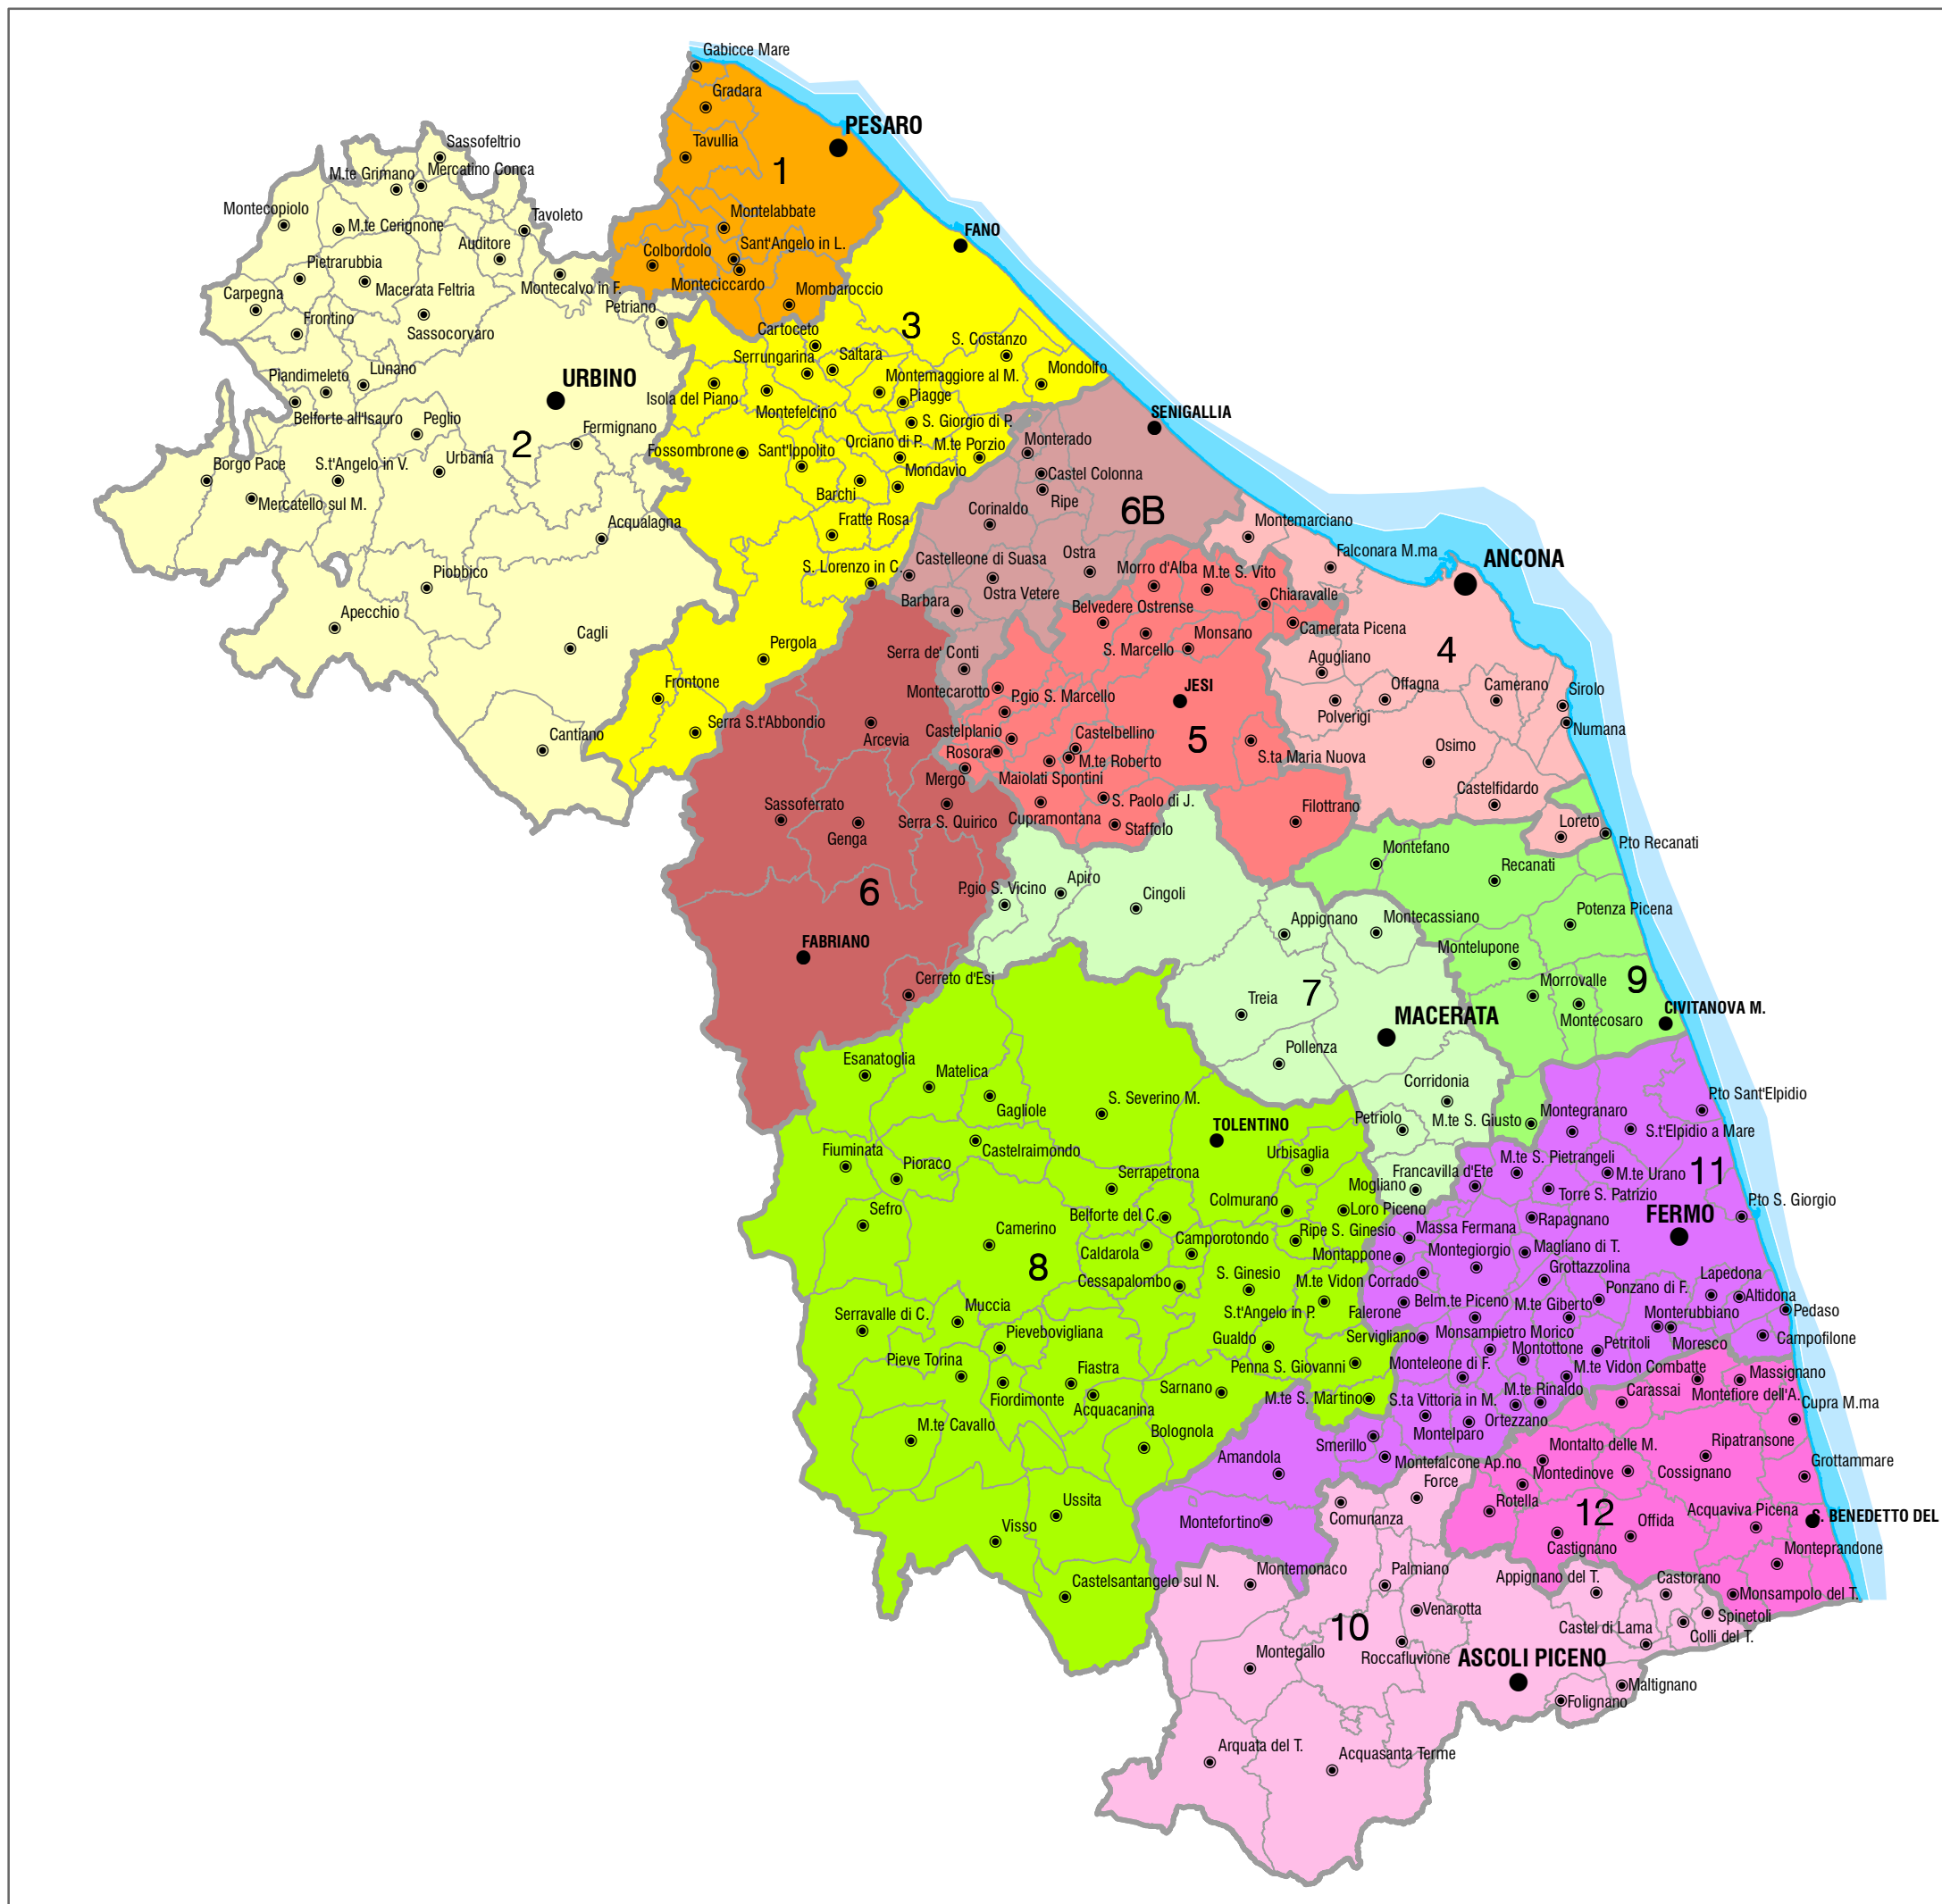 Gabicce Mare
Gradara
PESARO
Tavullia
1
Sassofeltrio
M.te Grimano
Mercatino Conca
Montecopiolo
M.te Cerignone
Tavoleto
Auditore
Montelabbate
Sant'Angelo in L.
Colbordolo
Monteciccardo
Mombaroccio
FANO
Pietrarubbia
Macerata Feltria
Montecalvo in F.
Petriano
Carpegna
Frontino
Sassocorvaro
Cartoceto
3
S. Costanzo
Serrungarina
Saltara
Mondolfo
Montemaggiore al M.
Piandimeleto
Lunano
URBINO
Isola del Piano
Montefelcino
Piagge
Belforte all'Isauro
Peglio
S. Giorgio di P.
SENIGALLIA
2
Fermignano
Fossombrone
Sant'Ippolito
Orciano di P.
M.te Porzio
Monterado
Borgo Pace
S.t'Angelo in V.
Urbania
Mondavio
Castel Colonna
Mercatello sul M.
Barchi
Ripe
6B
Corinaldo
Acqualagna
Fratte Rosa
Montemarciano
Falconara M.ma
ANCONA
Piobbico
S. Lorenzo in C.
Castelleone di Suasa
Ostra
Morro d'Alba
M.te S. Vito
Ostra Vetere
Barbara
Belvedere Ostrense
Chiaravalle
Apecchio
Camerata Picena
Cagli
Pergola
Serra de' Conti
S. Marcello
Monsano
Agugliano
4
Frontone
Montecarotto
P.gio S. Marcello
JESI
Offagna
Camerano
Sirolo
Polverigi
Numana
Serra S.t'Abbondio
Arcevia
Castelplanio
Castelbellino
5
Cantiano
Rosora
M.te Roberto
S.ta Maria Nuova
Osimo
Mergo
Maiolati Spontini
Castelfidardo
Sassoferrato
Genga
Serra S. Quirico
Cupramontana
S. Paolo di J.
Staffolo
Filottrano
Loreto
P.to Recanati
Montefano
Recanati
6
P.gio S. Vicino
Apiro
Cingoli
Appignano
Montecassiano
Potenza Picena
FABRIANO
Montelupone
Cerreto d'Esi
Treia
7
Morrovalle
9
MACERATA
Montecosaro
CIVITANOVA M.
Pollenza
Esanatoglia
Matelica
Gagliole
S. Severino M.
Corridonia
P.to Sant'Elpidio
TOLENTINO
Petriolo
M.te S. Giusto
Montegranaro
S.t'Elpidio a Mare
Fiuminata
Pioraco
Castelraimondo
Urbisaglia
Serrapetrona
Francavilla d'Ete
M.te S. Pietrangeli
M.te Urano
11
Mogliano
Torre S. Patrizio
Sefro
Camerino
Belforte del C.
Colmurano
Loro Piceno
P.to S. Giorgio
Rapagnano
FERMO
8
Caldarola
Camporotondo
Ripe S. Ginesio
Massa Fermana
Montappone
Montegiorgio
Magliano di T.
Cessapalombo
S. Ginesio
M.te Vidon Corrado
Grottazzolina
Lapedona
Ponzano di F.
Altidona
Serravalle di C.
Muccia
S.t'Angelo in P.
Falerone
Belm.te Piceno
M.te Giberto
Monterubbiano
Pedaso
Pievebovigliana
Gualdo
Servigliano
Monsampietro Morico
Petritoli
Moresco
Campofilone
Pieve Torina
Fiastra
Penna S. Giovanni
Monteleone di F.
Montottone
M.te Vidon Combatte
Massignano
Fiordimonte
Acquacanina
Sarnano
M.te S. Martino
S.ta Vittoria in M.
M.te Rinaldo
Carassai
Montefiore dell'A.
Cupra M.ma
Ortezzano
M.te Cavallo
Bolognola
Smerillo
Montelparo
Amandola
Montefalcone Ap.no
Montalto delle M.
Ripatransone
Grottammare
Force
Montedinove
Cossignano
Ussita
Rotella
12
Acquaviva Picena
S. BENEDETTO DEL
Visso
Montefortino
Comunanza
Offida
Castignano
Monteprandone
Castelsantangelo sul N.
Montemonaco
Palmiano
Appignano del T.
Castorano
Monsampolo del T.
Venarotta
Spinetoli
10
Castel di Lama
Colli del T.
Montegallo
Roccafluvione
ASCOLI PICENO
Maltignano
Folignano
Arquata del T.
Acquasanta Terme